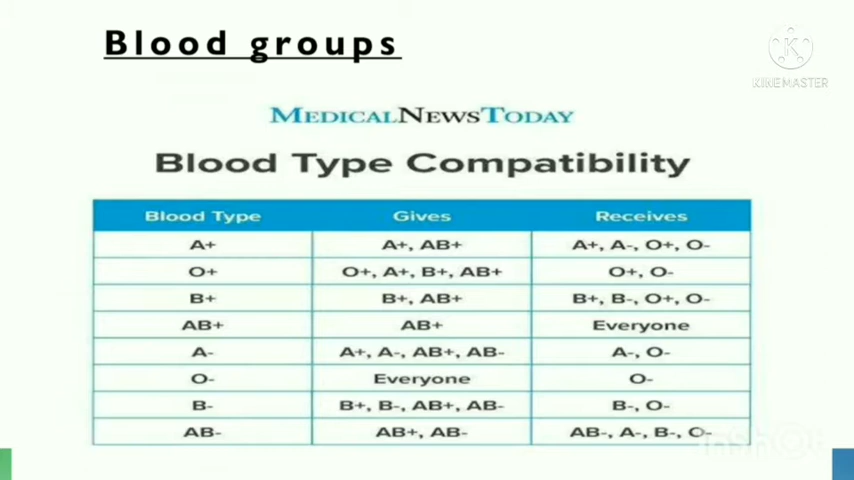 Blood groups
K
KINEMASTER
MEDICALNEWSTODAY
Blood Type Compatibility
Blood Type Gives Receives
A+ A+, AB+ A+, A-, O+, O-
O+ O+, A+, B+, AB+ O+, O-
B+ B+, AB+ B+, B-, O+, O-
AB+ AB+ Everyone
A- A+, A-, AB+, AB- A-, O-
O- Everyone O-
B- B+, B-, AB+, AB- B-, O-
AB- AB+, AB- AB-, A-, B-, O-
InShOt